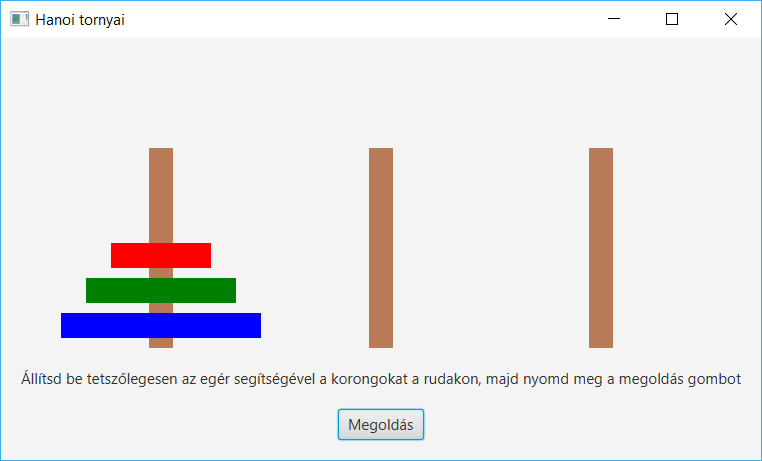 Hanoi tornyai
Állítsd be tetszőlegesen az egér segítségével a korongokat a rudakon, majd nyomd meg a megoldás gombot
Megoldás